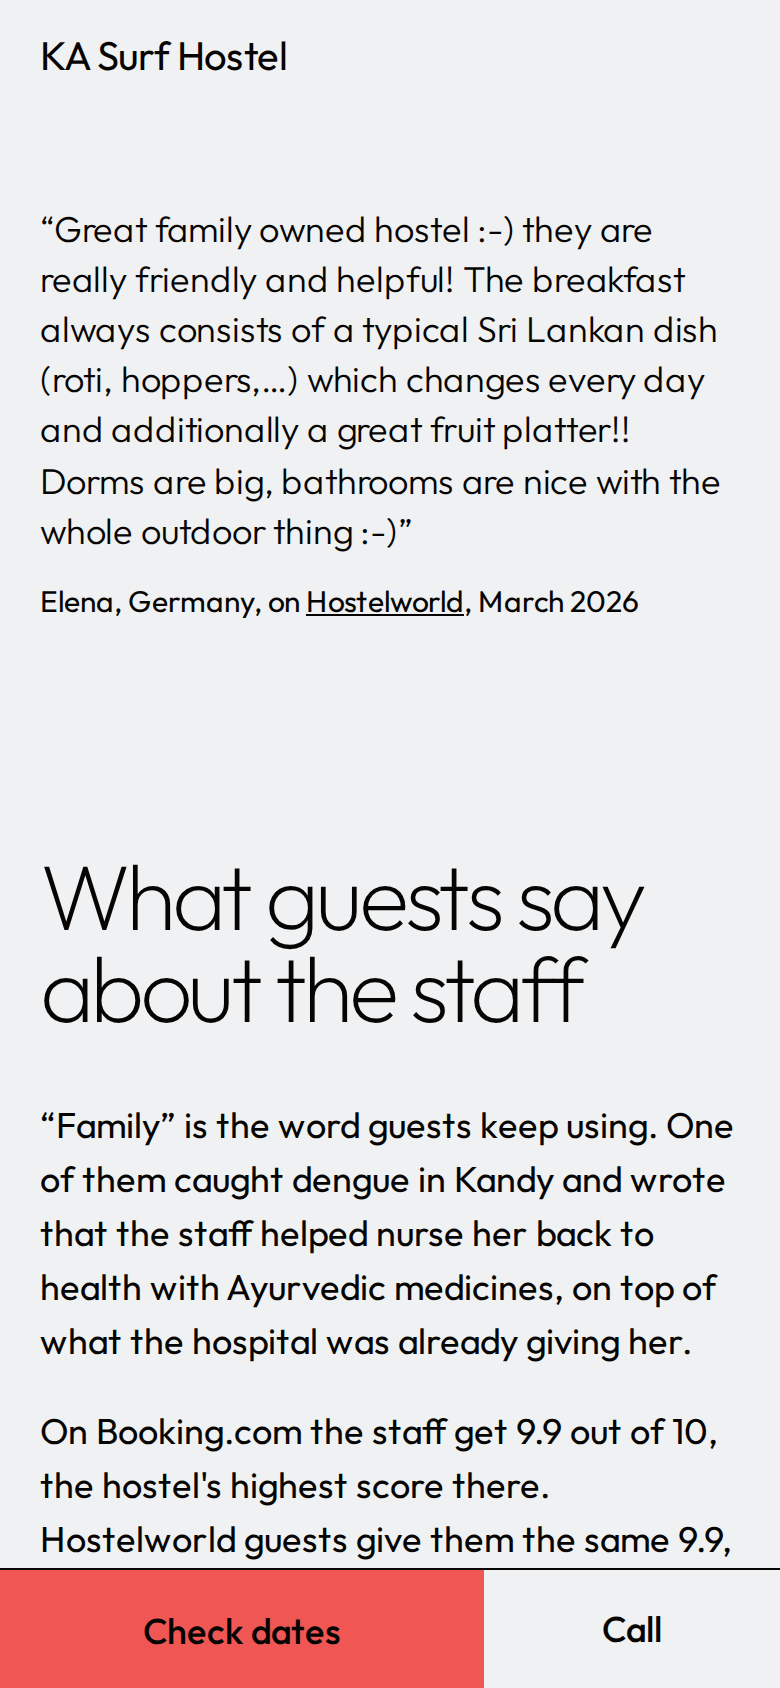 KA Surf Hostel
“Great family owned hostel :-) they are
really friendly and helpful! The breakfast
always consists of a typical Sri Lankan dish
(roti, hoppers,...) which changes every day
and additionally a great fruit platter!!
Dorms are big, bathrooms are nice with the
whole outdoor thing :-)”
Elena, Germany, on Hostelworld, March 2026
What guests say
about the staff
“Family” is the word guests keep using. One
of them caught dengue in Kandy and wrote
that the staff helped nurse her back to
health with Ayurvedic medicines, on top of
what the hospital was already giving her.
On Booking.com the staff get 9.9 out of 10,
the hostel's highest score there.
Hostelworld guests give them the same 9.9,
Check dates
Call